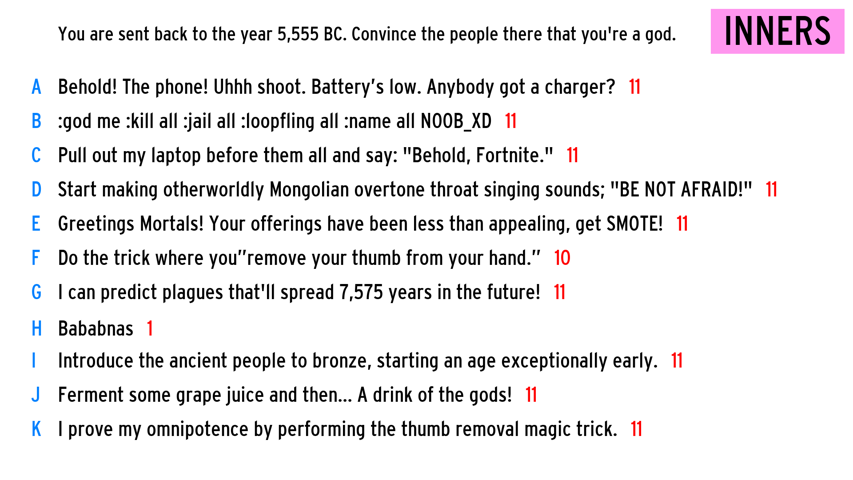 You are sent back to the year 5,555 BC. Convince the people there that you're a god.
INNERS
A Behold! The phone! Uhhh shoot. Battery's low. Anybody got a charger? 11
B :god me :kill all :jail all :loopfling all :name all N00B_XD 11
C Pull out my laptop before them all and say: "Behold, Fortnite." 11
D Start making otherworldly Mongolian overtone throat singing sounds; "BE NOT AFRAID!" 11
E Greetings Mortals! Your offerings have been less than appealing, get SMOTE! 11
F Do the trick where you”remove your thumb from your hand.” 10
G I can predict plagues that'll spread 7,575 years in the future! 11
H Bababnas 1
I Introduce the ancient people to bronze, starting an age exceptionally early. 11
J Ferment some grape juice and then... A drink of the gods! 11
K I prove my omnipotence by performing the thumb removal magic trick. 11